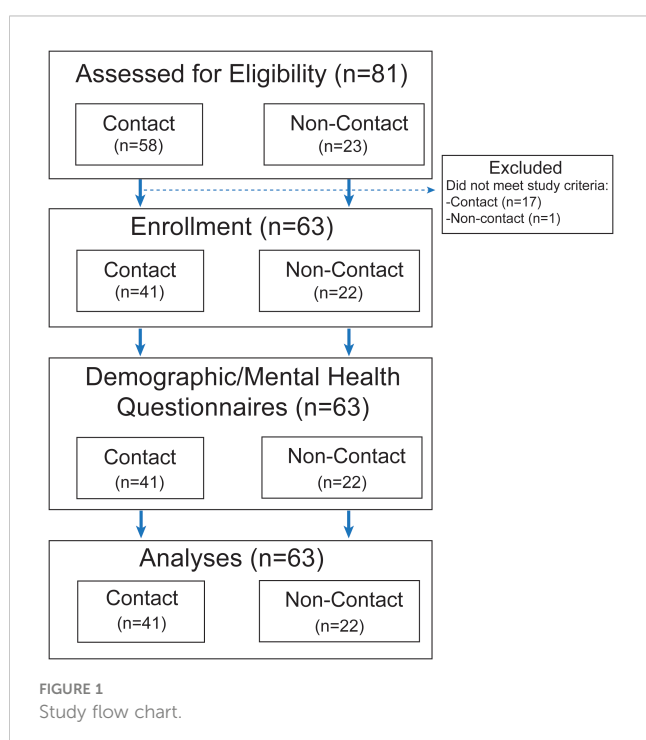 Assessed for Eligibility (n=81)
Contact
(n=58)
Non-Contact
(n=23)
Excluded
Did not meet study criteria:
-Contact (n=17)
-Non-contact (n=1)
Enrollment (n=63)
Contact
(n=41)
Non-Contact
(n=22)
Demographic/Mental Health
Questionnaires (n=63)
Contact
(n=41)
Non-Contact
(n=22)
Analyses (n=63)
Contact
(n=41)
Non-Contact
(n=22)
FIGURE 1
Study flow chart.